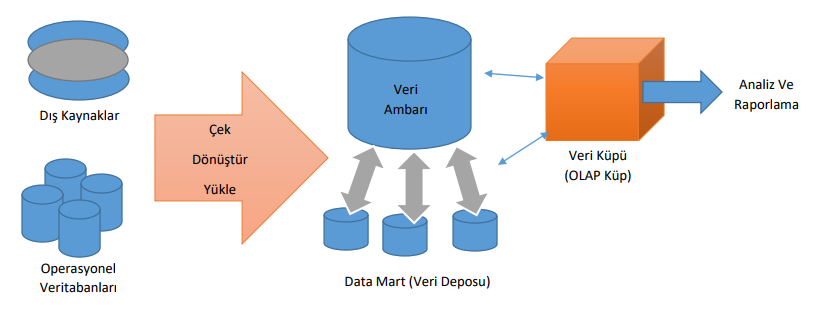 Dış Kaynaklar
Operasyonel
Veritabanları
Çek
Dönüştür
Yükle
Veri
Ambarı
Data Mart (Veri Deposu)
Veri Küpü
(OLAP Küp)
Analiz Ve
Raporlama